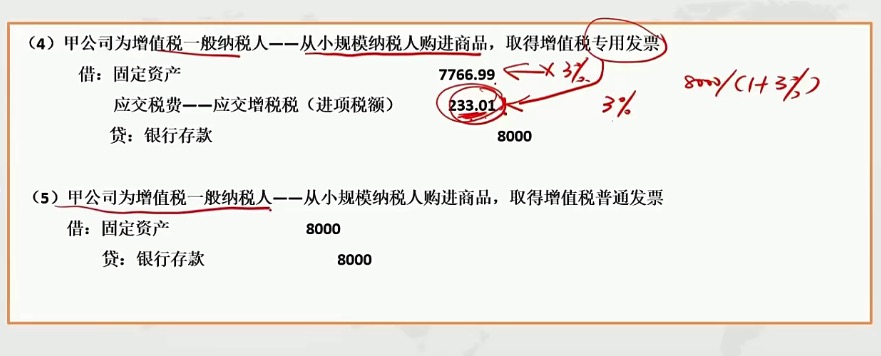 （4）甲公司为增值税一般纳税人——从小规模纳税人购进商品，取得增值税专用发票
借：固定资产 7766.99 ×3% 8000/(1+3%)
应交税费——应交增税税（进项税额） 233.01 3%
贷：银行存款 8000
（5）甲公司为增值税一般纳税人——从小规模纳税人购进商品，取得增值税普通发票
借：固定资产 8000
贷：银行存款 8000